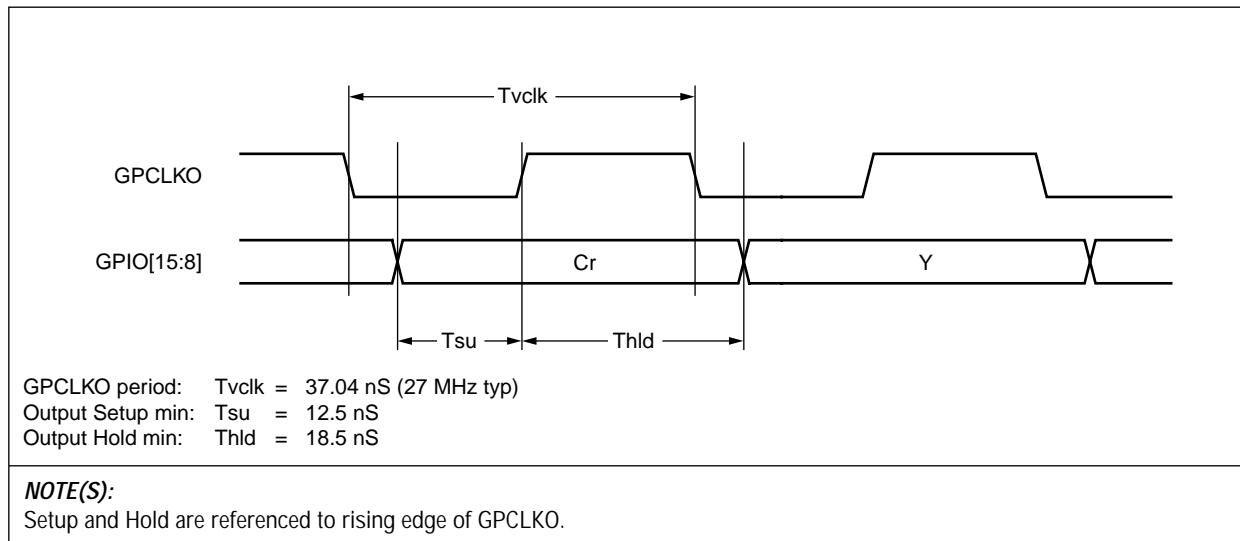 Tvclk
GPCLKO
GPIO[15:8]
Cr
Y
Tsu
Thld
GPCLKO period: Tvclk = 37.04 nS (27 MHz typ)
Output Setup min: Tsu = 12.5 nS
Output Hold min: Thld = 18.5 nS
NOTE(S):
Setup and Hold are referenced to rising edge of GPCLKO.